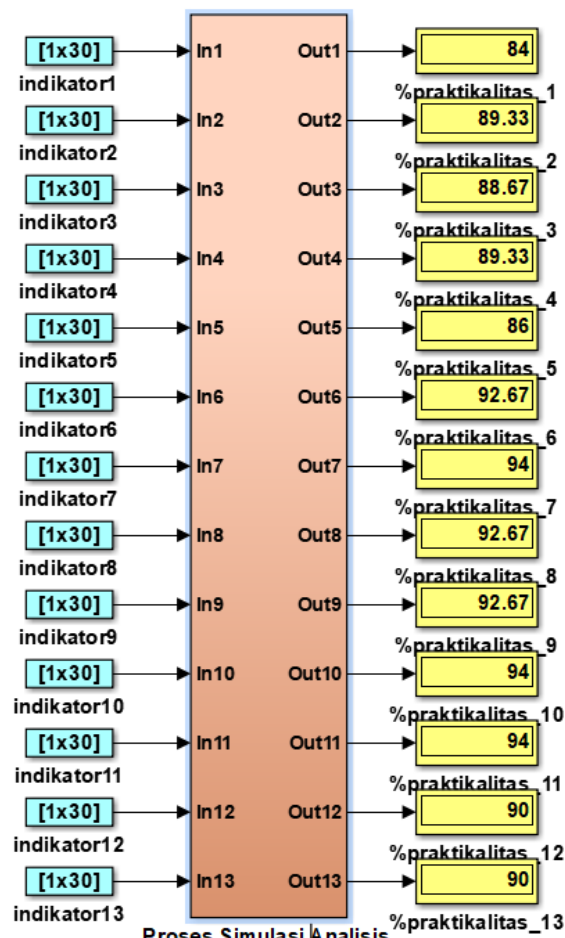 [1x30] In1 Out1 84
indikator1 %praktikalitas_1
[1x30] In2 Out2 89.33
indikator2 %praktikalitas_2
[1x30] In3 Out3 88.67
indikator3 %praktikalitas_3
[1x30] In4 Out4 89.33
indikator4 %praktikalitas_4
[1x30] In5 Out5 86
indikator5 %praktikalitas_5
[1x30] In6 Out6 92.67
indikator6 %praktikalitas_6
[1x30] In7 Out7 94
indikator7 %praktikalitas_7
[1x30] In8 Out8 92.67
indikator8 %praktikalitas_8
[1x30] In9 Out9 92.67
indikator9 %praktikalitas_9
[1x30] In10 Out10 94
indikator10 %praktikalitas_10
[1x30] In11 Out11 94
indikator11 %praktikalitas_11
[1x30] In12 Out12 90
indikator12 %praktikalitas_12
[1x30] In13 Out13 90
indikator13 %praktikalitas_13
Proses Simulasi Analisis